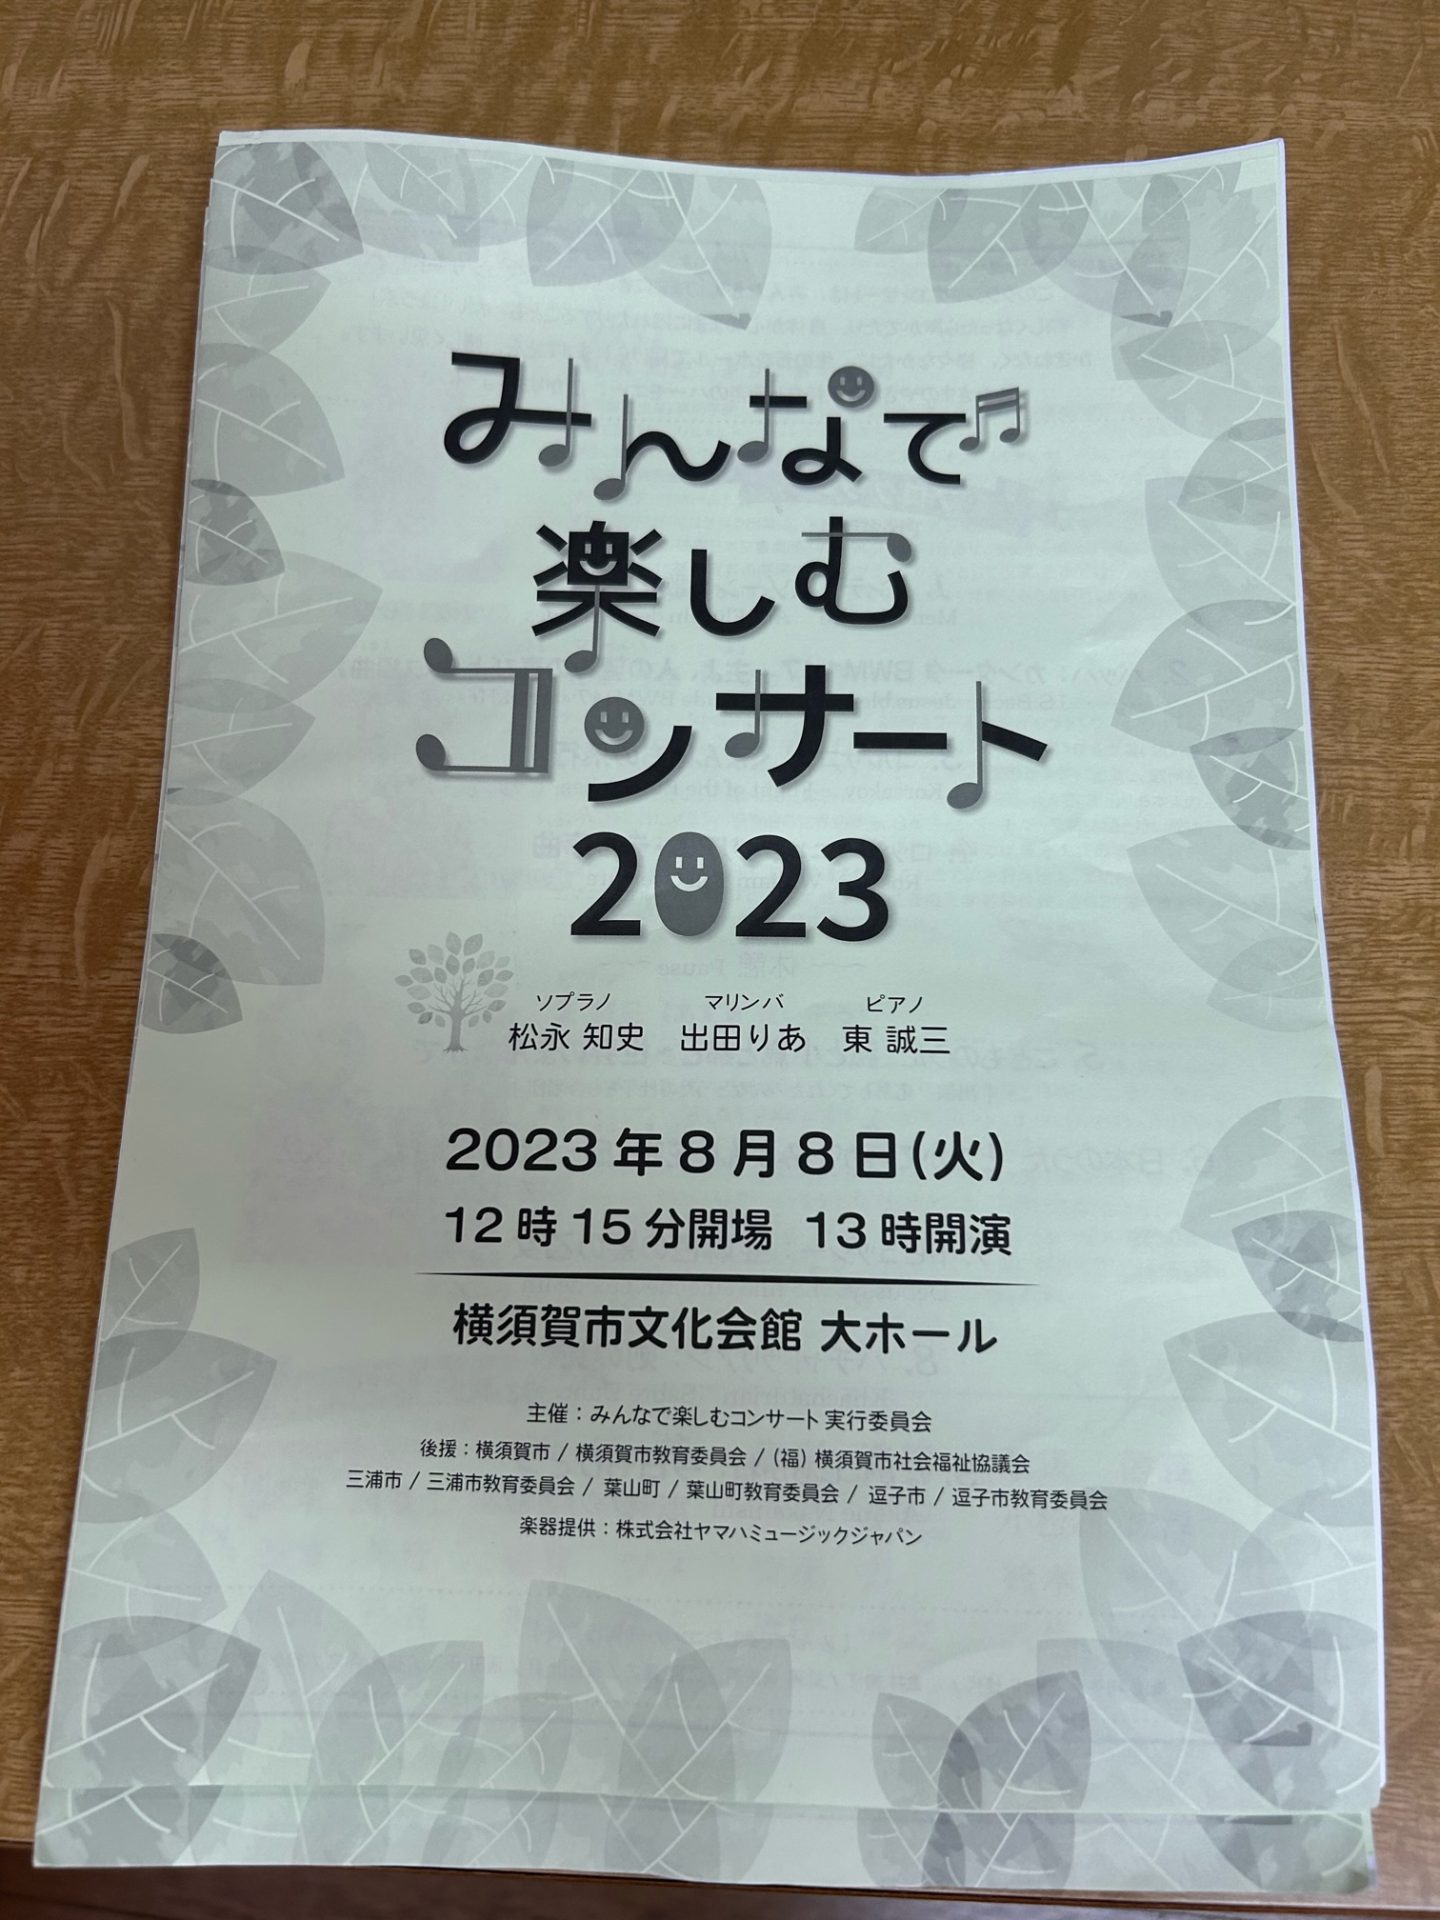 みんなで
楽しむ
コンサート
2023
ソプラノ マリンバ ピアノ
松永 知史 出田りあ 東 誠三
2023年8月8日(火)
12時15分開場 13時開演
横須賀市文化会館 大ホール
主催：みんなで楽しむコンサート 実行委員会
後援：横須賀市 / 横須賀市教育委員会 / (福) 横須賀市社会福祉協議会
三浦市 / 三浦市教育委員会 / 葉山町 / 葉山町教育委員会 / 逗子市 / 逗子市教育委員会
楽器提供：株式会社ヤマハミュージックジャパン